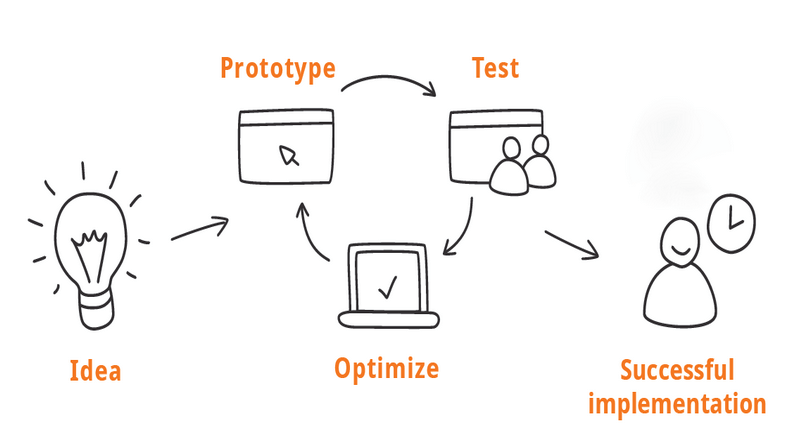 Prototype
Test
Idea
Optimize
Successful
implementation